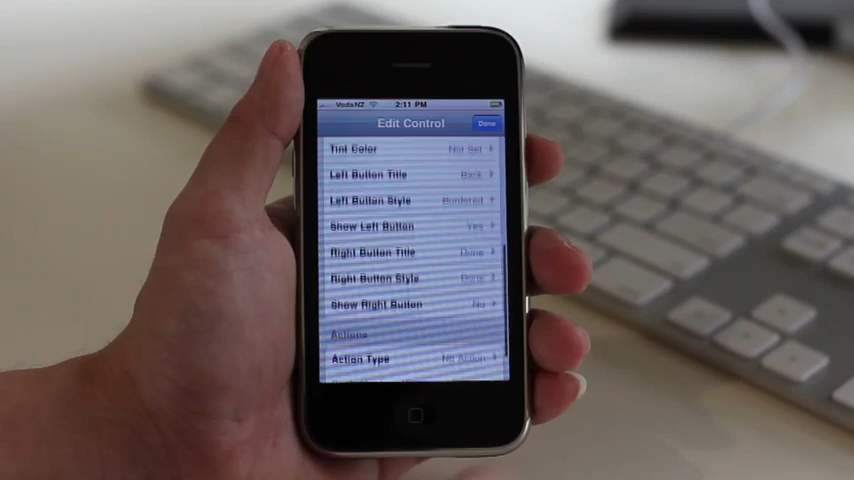 VodaNZ 2:11 PM
Edit Control Done
Tint Color Not Set
Left Button Title Back
Left Button Style Bordered
Show Left Button Yes
Right Button Title Done
Right Button Style Done
Show Right Button No
Actions
Action Type No Action